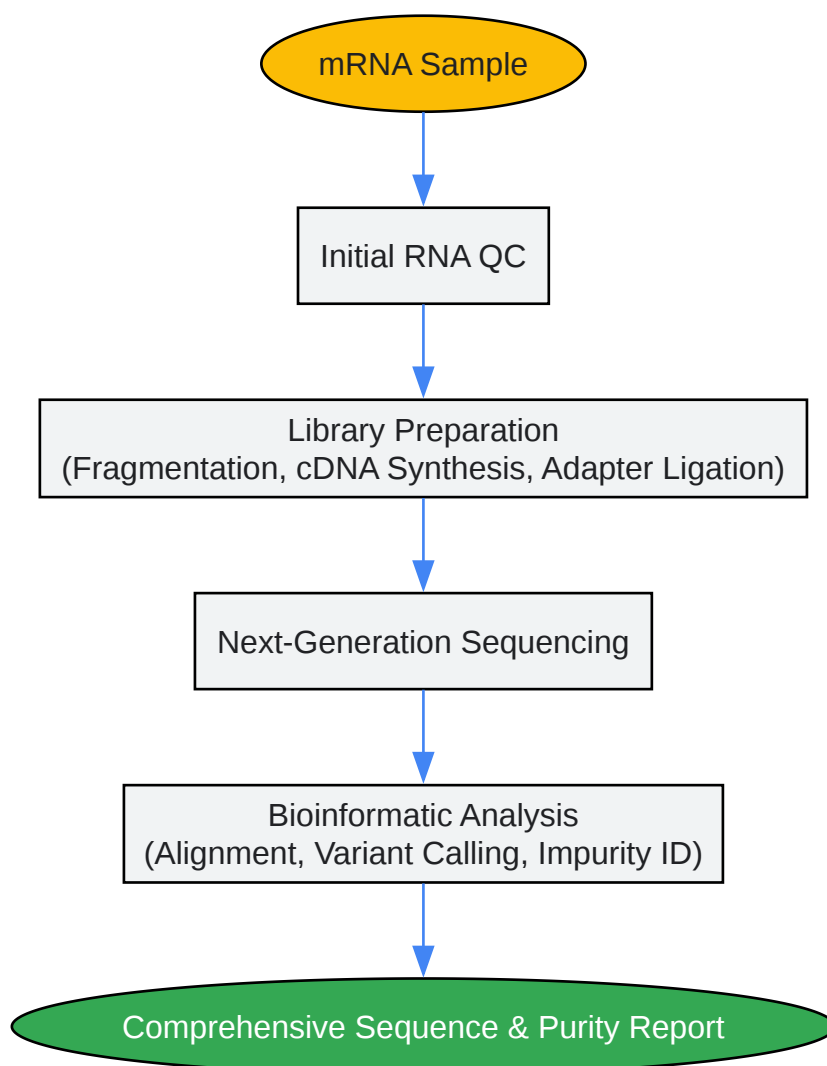 mRNA Sample
Initial RNA QC
Library Preparation
(Fragmentation, cDNA Synthesis, Adapter Ligation)
Next-Generation Sequencing
Bioinformatic Analysis
(Alignment, Variant Calling, Impurity ID)
Comprehensive Sequence & Purity Report